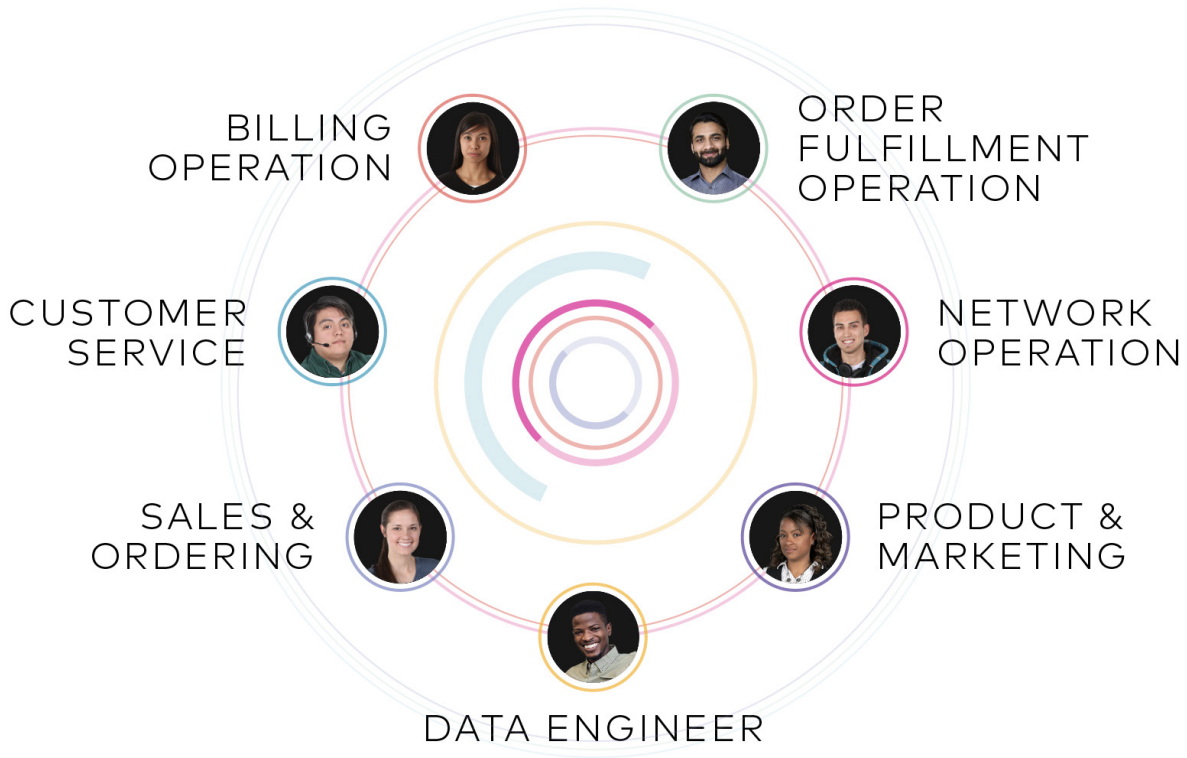 BILLING
OPERATION
ORDER
FULFILLMENT
OPERATION
CUSTOMER
SERVICE
NETWORK
OPERATION
SALES &
ORDERING
PRODUCT &
MARKETING
DATA ENGINEER